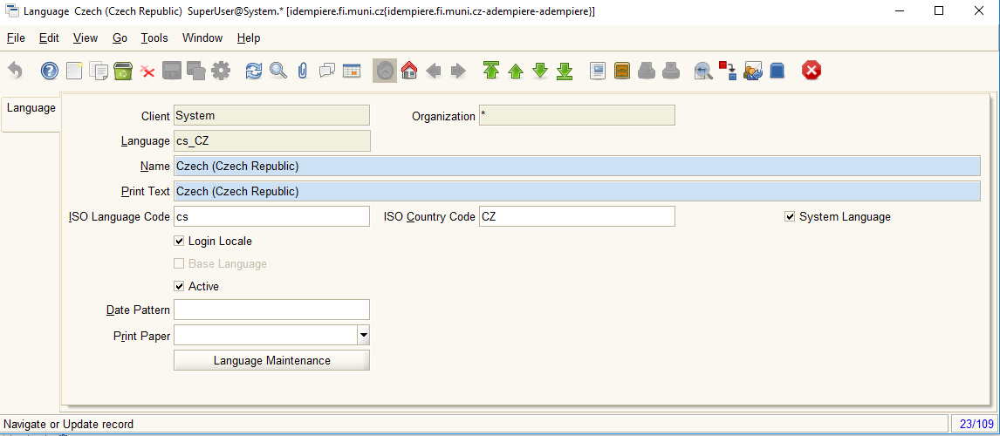 Language  Czech (Czech Republic)  SuperUser@System.* [idempiere.fi.muni.cz{idempiere.fi.muni.cz-adempiere-adempiere}]
File Edit View Go Tools Window Help
Language
Client System Organization *
Language cs_CZ
Name Czech (Czech Republic)
Print Text Czech (Czech Republic)
ISO Language Code cs ISO Country Code CZ System Language
Login Locale
Base Language
Active
Date Pattern
Print Paper
Language Maintenance
Navigate or Update record 23/109